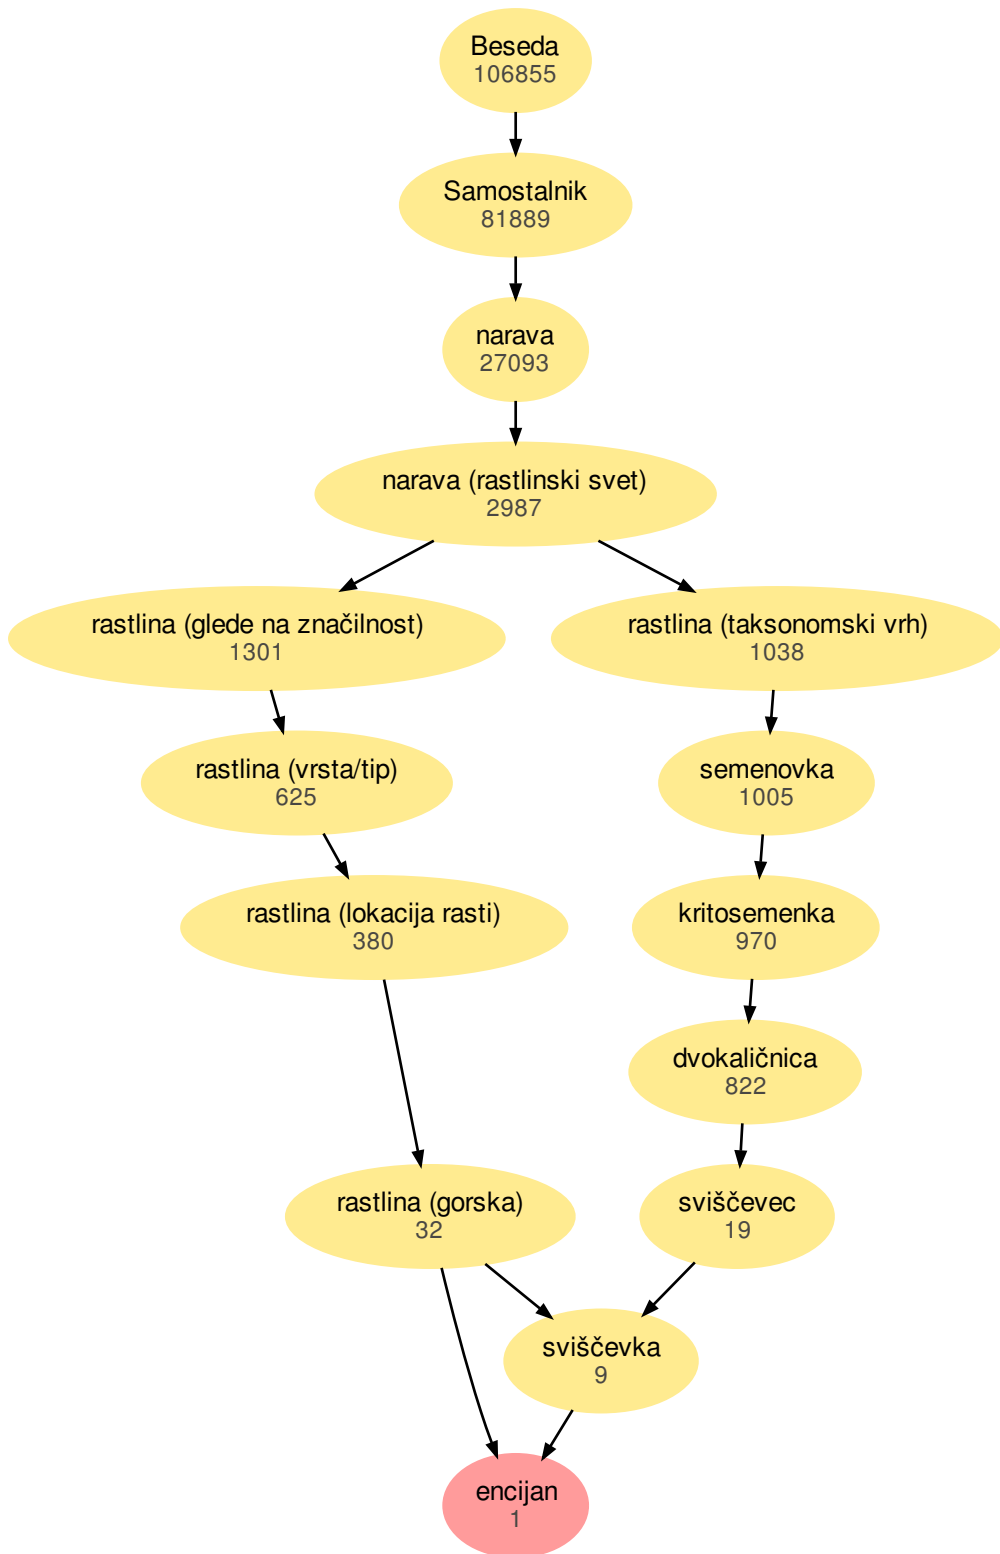 Beseda
106855
Samostalnik
81889
narava
27093
narava (rastlinski svet)
2987
rastlina (glede na značilnost)
1301
rastlina (taksonomski vrh)
1038
rastlina (vrsta/tip)
625
semenovka
1005
rastlina (lokacija rasti)
380
kritosemenka
970
dvokaličnica
822
rastlina (gorska)
32
sviščevec
19
sviščevka
9
encijan
1